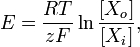 E = \frac{RT}{zF} \ln \frac{[X_o]}{[X_i]},